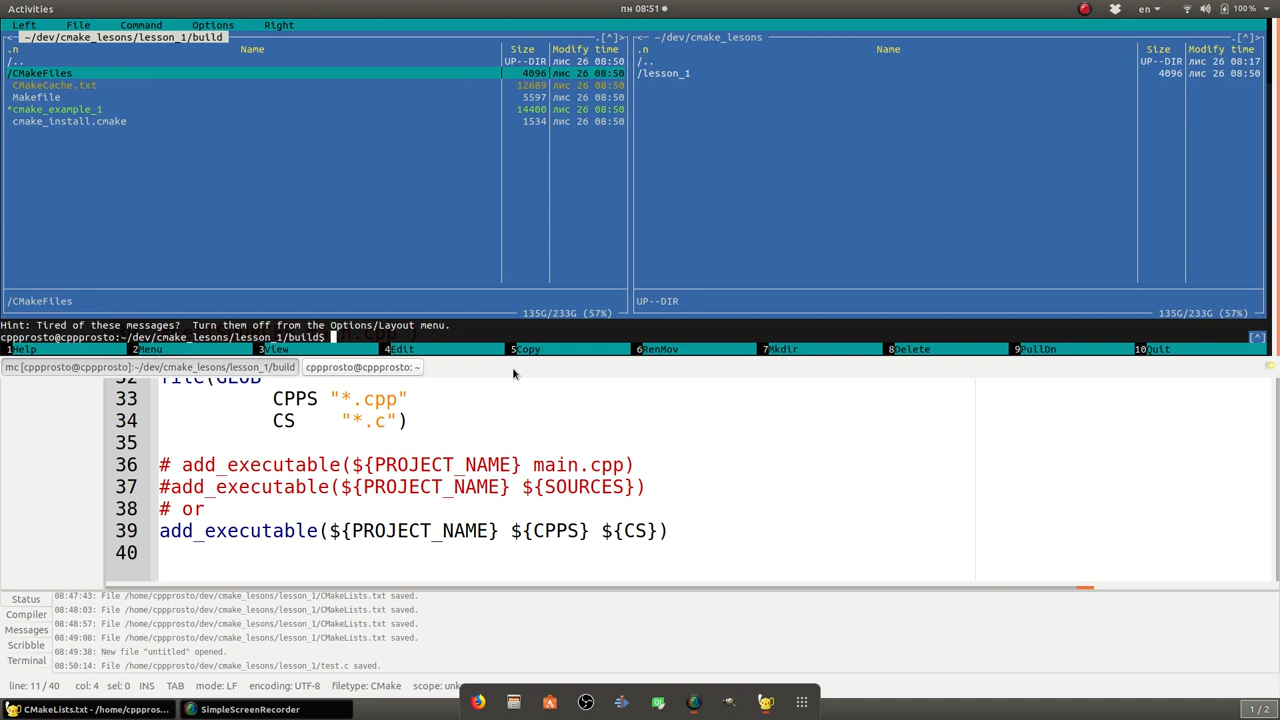 Activities
пн 08:51
en
100 %
Left File Command Options Right
<─ ~/dev/cmake_lesons/lesson_1/build .[^]>
<─ ~/dev/cmake_lesons .[^]>
.n Name Size Modify time
.n Name Size Modify time
/.. UP--DIR лис 26 08:50
/.. UP--DIR лис 26 08:17
/CMakeFiles 4096 лис 26 08:50
/lesson_1 4096 лис 26 08:50
CMakeCache.txt 12689 лис 26 08:50
Makefile 5597 лис 26 08:50
*cmake_example_1 14400 лис 26 08:50
cmake_install.cmake 1534 лис 26 08:50
/CMakeFiles
UP--DIR
135G/233G (57%)
135G/233G (57%)
Hint: Tired of these messages? Turn them off from the Options/Layout menu.
cppprosto@cppprosto:~/dev/cmake_lesons/lesson_1/build$
[^]
1Help 2Menu 3View 4Edit 5Copy 6RenMov 7Mkdir 8Delete 9PullDn 10Quit
mc [cppprosto@cppprosto]:~/dev/cmake_lesons/lesson_1/build
cppprosto@cppprosto: ~
32 file(GLOB
33 CPPS "*.cpp"
34 CS "*.c")
35
36 # add_executable(${PROJECT_NAME} main.cpp)
37 #add_executable(${PROJECT_NAME} ${SOURCES})
38 # or
39 add_executable(${PROJECT_NAME} ${CPPS} ${CS})
40
Status
Compiler
Messages
Scribble
Terminal
08:47:43: File /home/cppprosto/dev/cmake_lesons/lesson_1/CMakeLists.txt saved.
08:48:03: File /home/cppprosto/dev/cmake_lesons/lesson_1/CMakeLists.txt saved.
08:48:57: File /home/cppprosto/dev/cmake_lesons/lesson_1/CMakeLists.txt saved.
08:49:08: File /home/cppprosto/dev/cmake_lesons/lesson_1/CMakeLists.txt saved.
08:49:38: New file "untitled" opened.
08:50:14: File /home/cppprosto/dev/cmake_lesons/lesson_1/test.c saved.
line: 11 / 40 col: 4 sel: 0 INS TAB mode: LF encoding: UTF-8 filetype: CMake scope: unk
CMakeLists.txt - /home/cpppros...
SimpleScreenRecorder
1 / 2